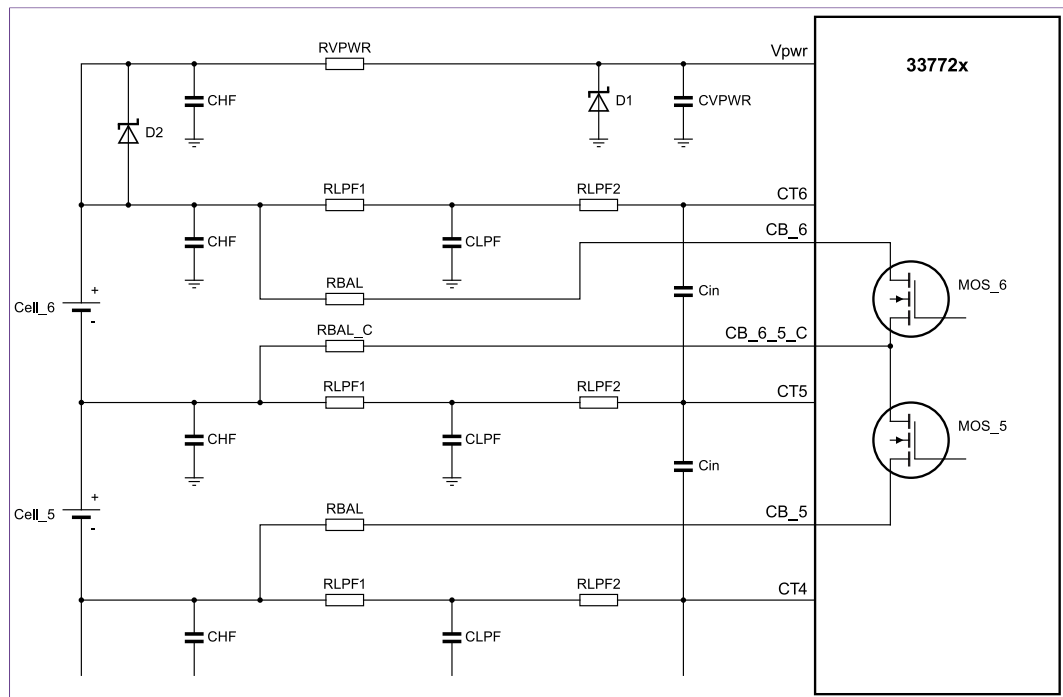 RVPWR
Vpwr
33772x
CHF
D1
CVPWR
D2
RLPF1
RLPF2
CT6
CB_6
CHF
CLPF
RBAL
Cin
MOS_6
+
Cell_6
-
RBAL_C
CB_6_5_C
RLPF1
RLPF2
CT5
CHF
CLPF
MOS_5
Cin
+
Cell_5
-
RBAL
CB_5
RLPF1
RLPF2
CT4
CHF
CLPF